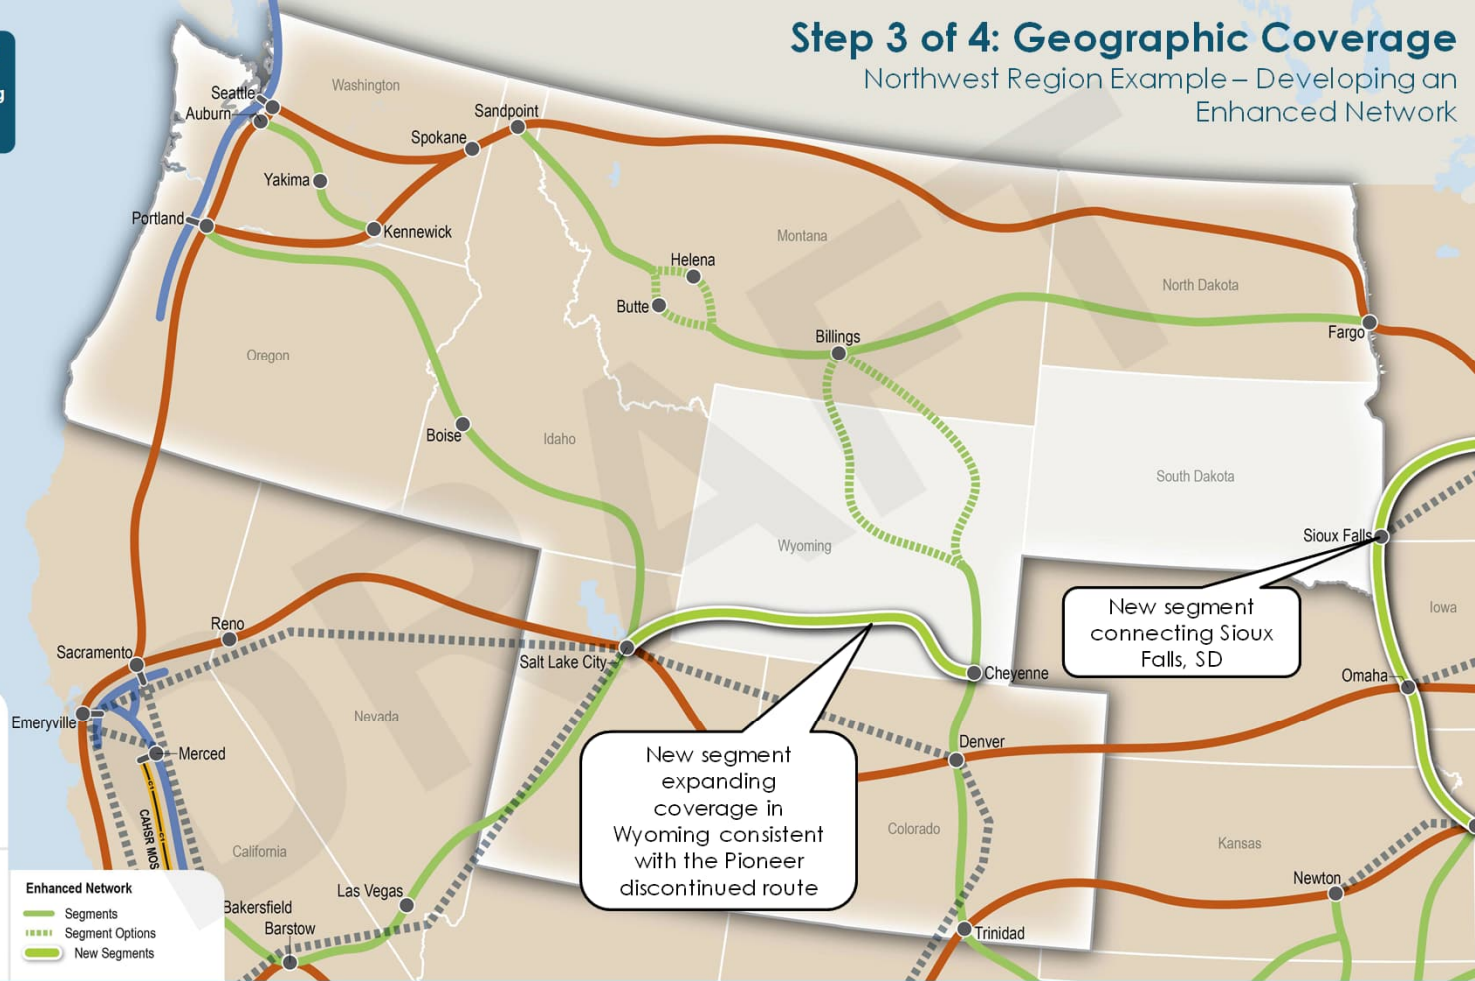 Step 3 of 4: Geographic Coverage
Northwest Region Example – Developing an
Enhanced Network
g
Seattle
Auburn
Washington
Sandpoint
Spokane
Yakima
Portland
Kennewick
Montana
Helena
Butte
North Dakota
Fargo
Billings
Oregon
Boise
Idaho
South Dakota
Sioux Falls
Wyoming
New segment
connecting Sioux
Falls, SD
Iowa
Reno
Sacramento
Salt Lake City
Cheyenne
Omaha
Emeryville
Nevada
Merced
Denver
New segment
expanding
coverage in
Wyoming consistent
with the Pioneer
discontinued route
C1
CAHSR MOS
C1
Colorado
Kansas
California
Newton
Las Vegas
Bakersfield
Barstow
Trinidad
Enhanced Network
Segments
Segment Options
New Segments
DRAFT